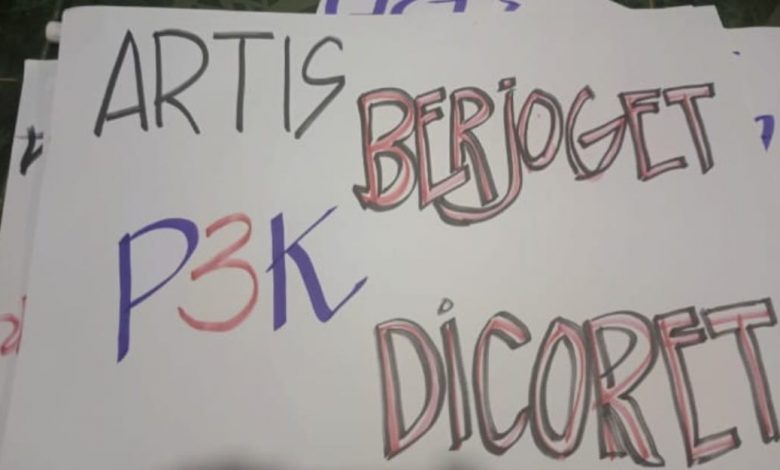 ARTIS
BERJOGET
P3K
DICORET